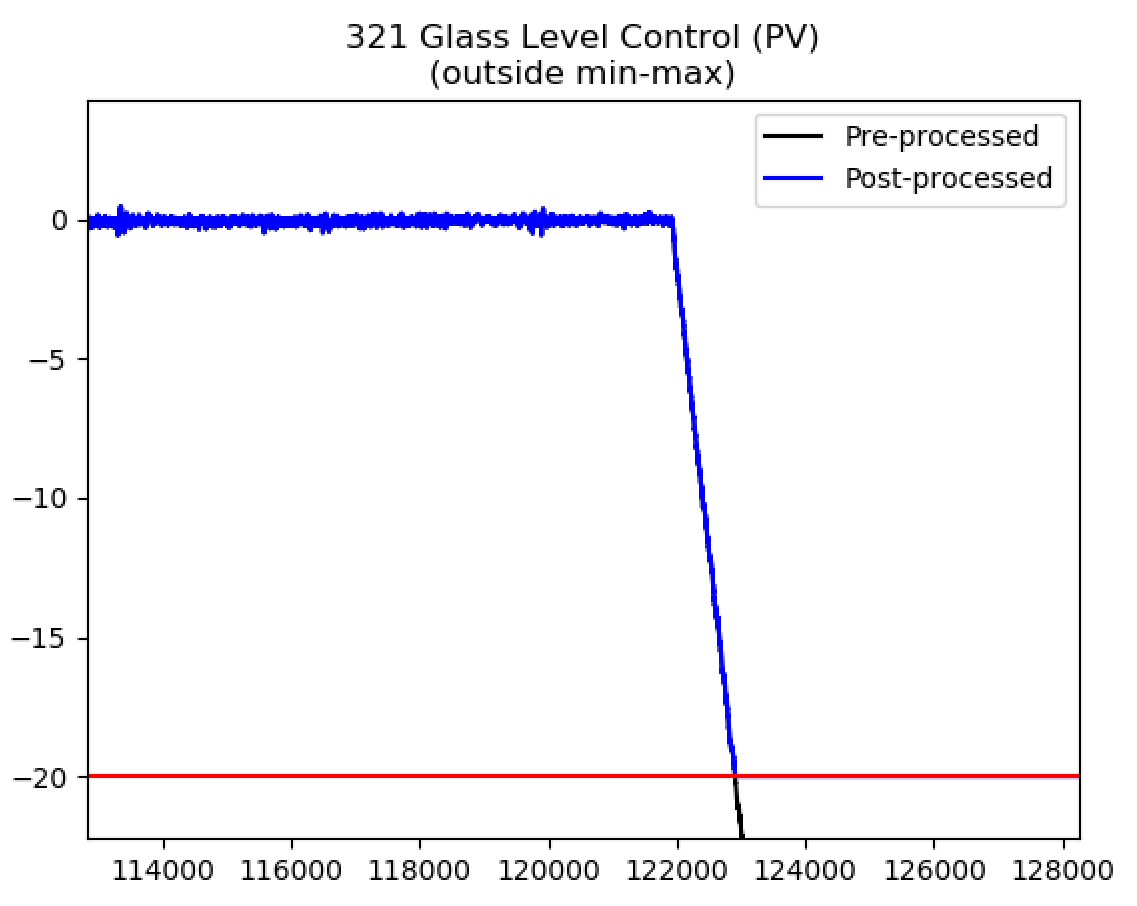 321 Glass Level Control (PV)
(outside min-max)
Pre-processed
Post-processed
0
−5
−10
−15
−20
114000 116000 118000 120000 122000 124000 126000 128000